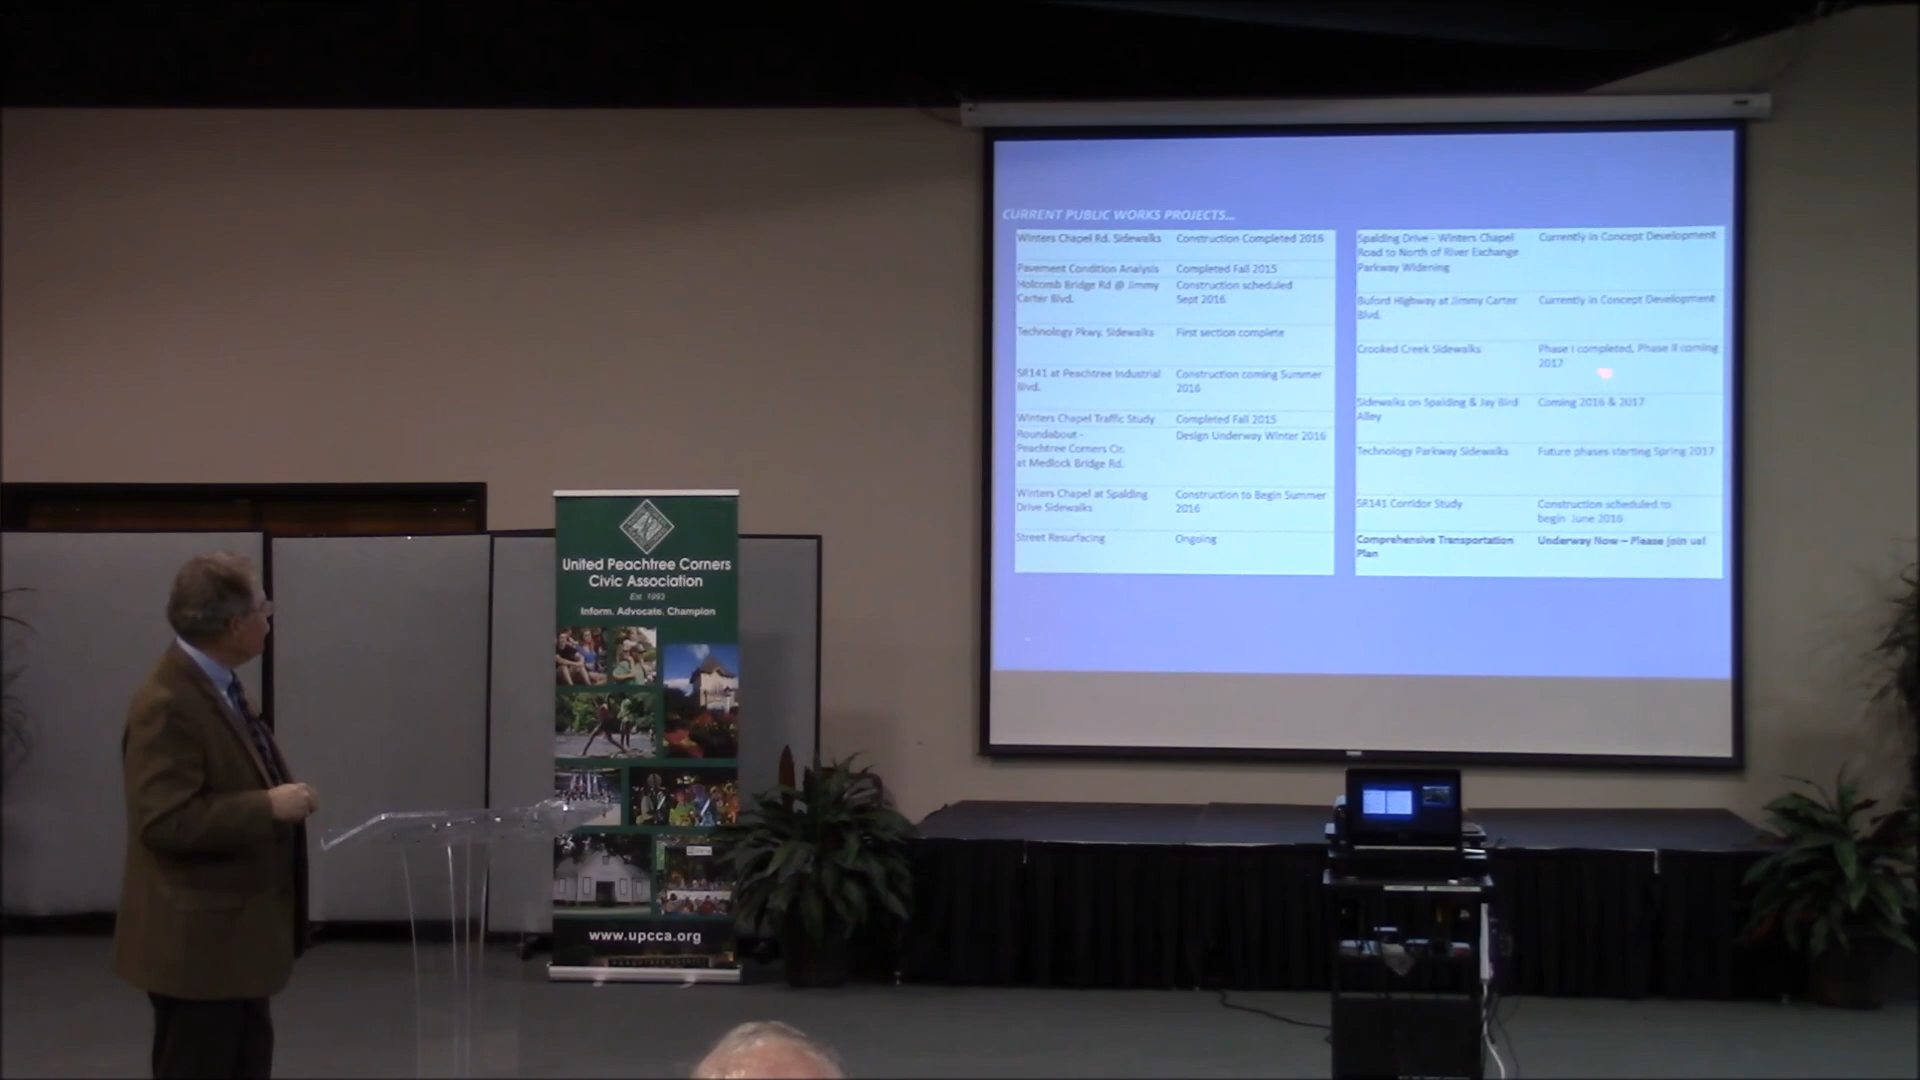 CURRENT PUBLIC WORKS PROJECTS...
Winters Chapel Rd. Sidewalks
Construction Completed 2016
Pavement Condition Analysis
Completed Fall 2015
Holcomb Bridge Rd @ Jimmy
Carter Blvd.
Construction scheduled
Sept 2016
Technology Pkwy. Sidewalks
First section complete
SR141 at Peachtree Industrial
Blvd.
Construction coming Summer
2016
Winters Chapel Traffic Study
Completed Fall 2015
Roundabout -
Peachtree Corners Cir.
at Medlock Bridge Rd.
Design Underway Winter 2016
Winters Chapel at Spalding
Drive Sidewalks
Construction to Begin Summer
2016
Street Resurfacing
Ongoing
Spalding Drive - Winters Chapel
Road to North of River Exchange
Parkway Widening
Currently in Concept Development
Buford Highway at Jimmy Carter
Blvd.
Currently in Concept Development
Crooked Creek Sidewalks
Phase I completed, Phase II coming
2017
Sidewalks on Spalding & Jay Bird
Alley
Coming 2016 & 2017
Technology Parkway Sidewalks
Future phases starting Spring 2017
SR141 Corridor Study
Construction scheduled to
begin June 2016
Comprehensive Transportation
Plan
Underway Now – Please join us!
United Peachtree Corners
Civic Association
Est 1993
Inform. Advocate. Champion
www.upcca.org